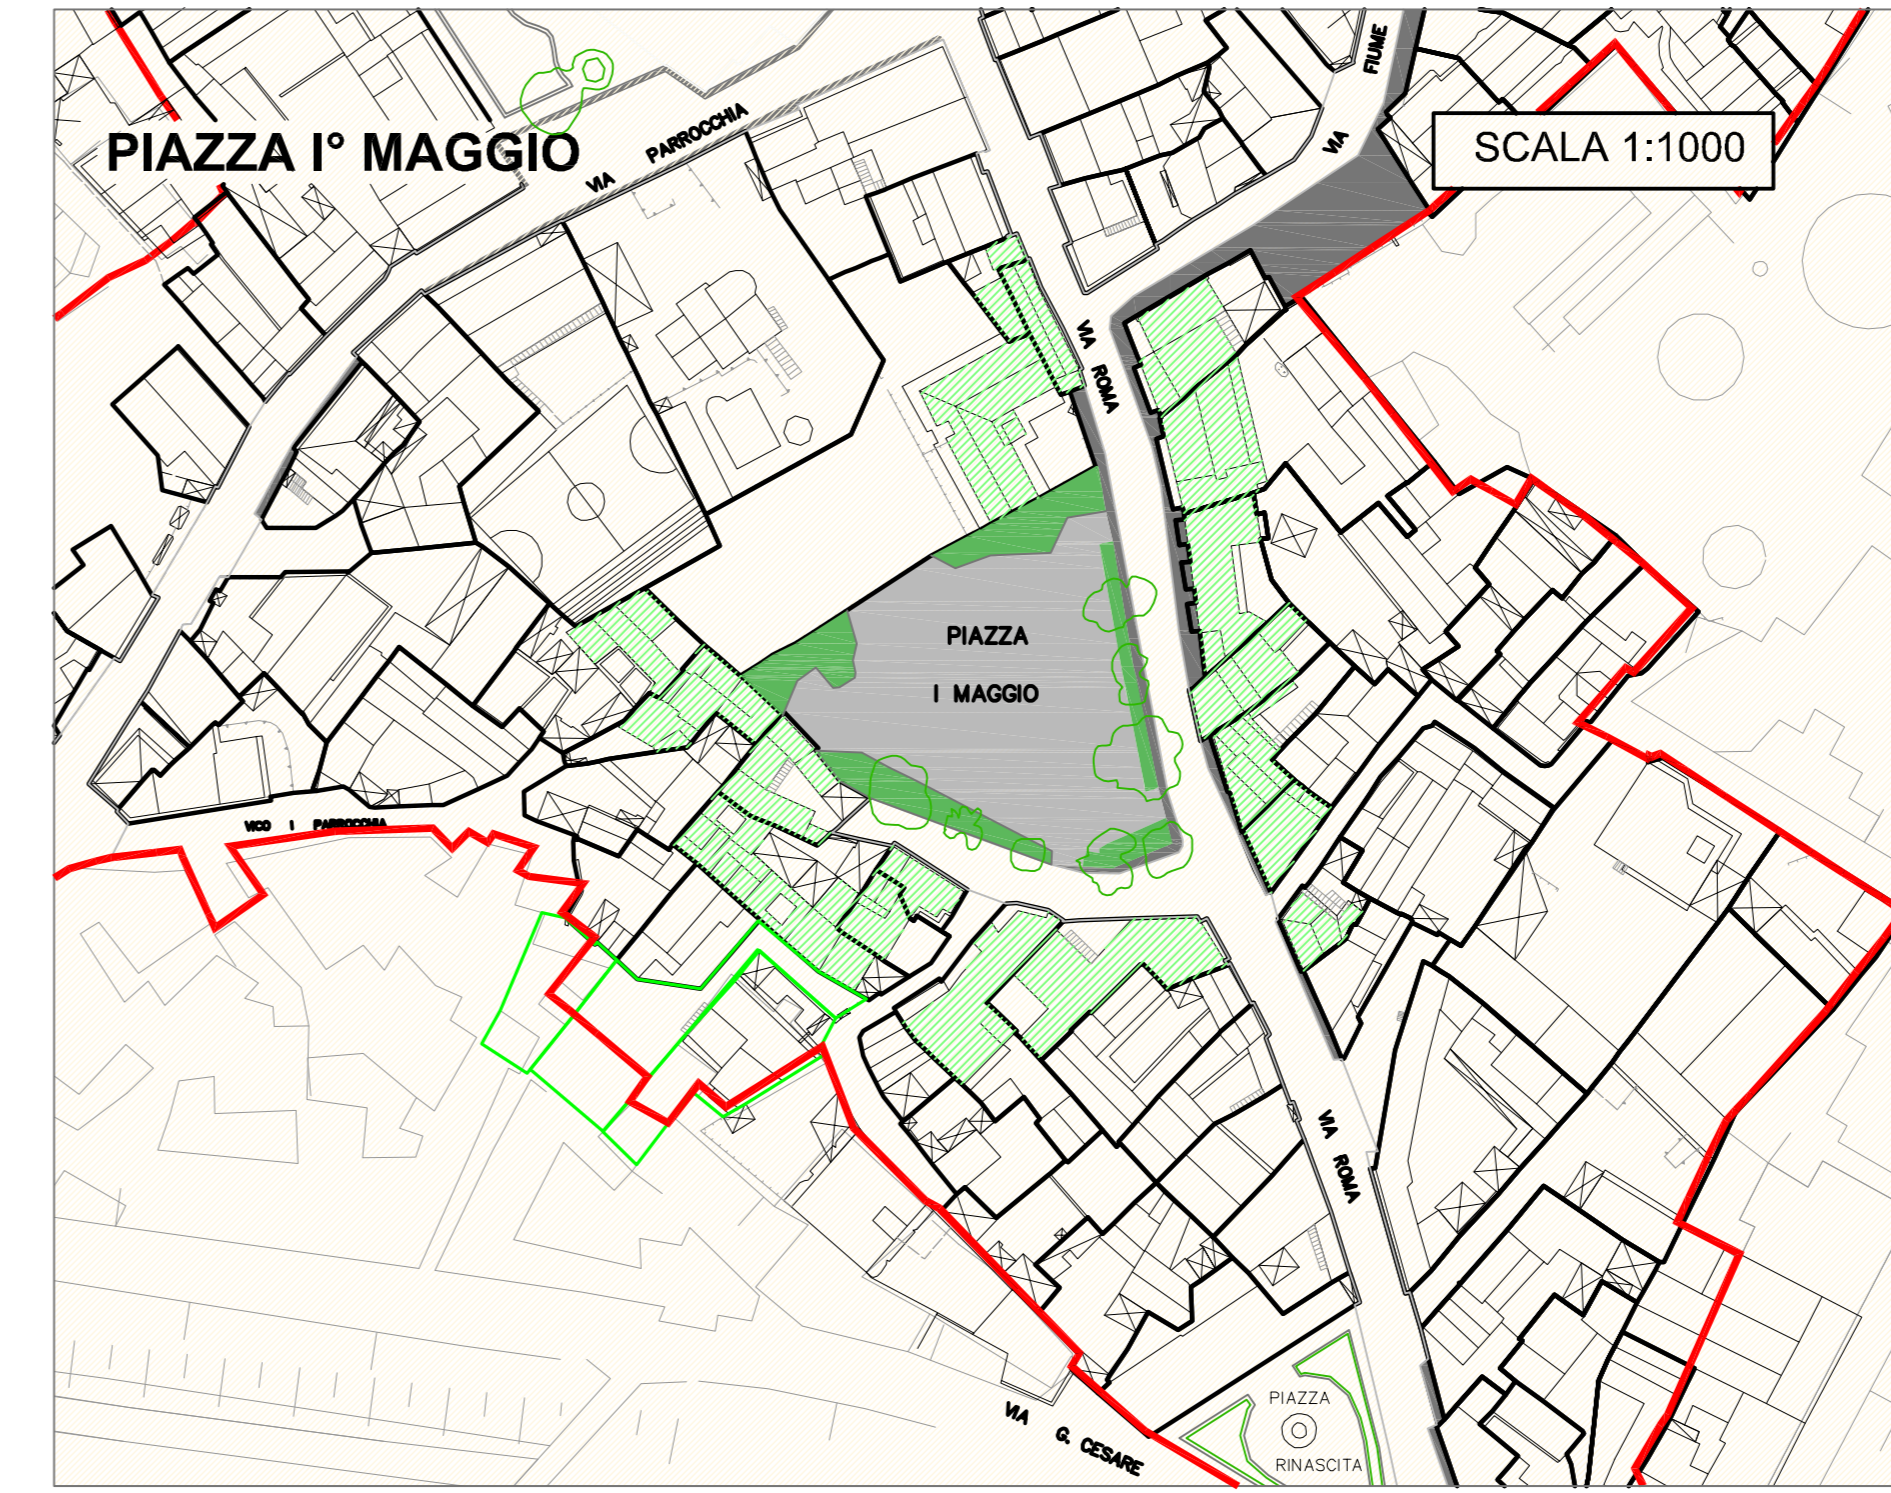 FIUME
VIA
PIAZZA I° MAGGIO
SCALA 1:1000
VIA PARROCCHIA
VIA ROMA
PIAZZA
I MAGGIO
VICO I PARROCCHIA
VIA ROMA
VIA G. CESARE
PIAZZA
RINASCITA